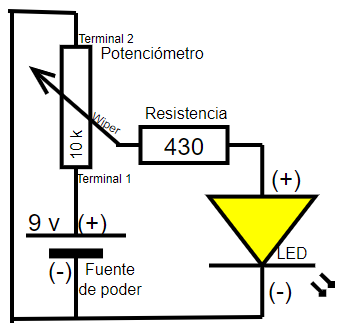 Terminal 2
Potenciómetro
Wiper
10 k
Resistencia
430
Terminal 1
(+)
9 v (+)
LED
(-)
Fuente
de poder
(-)